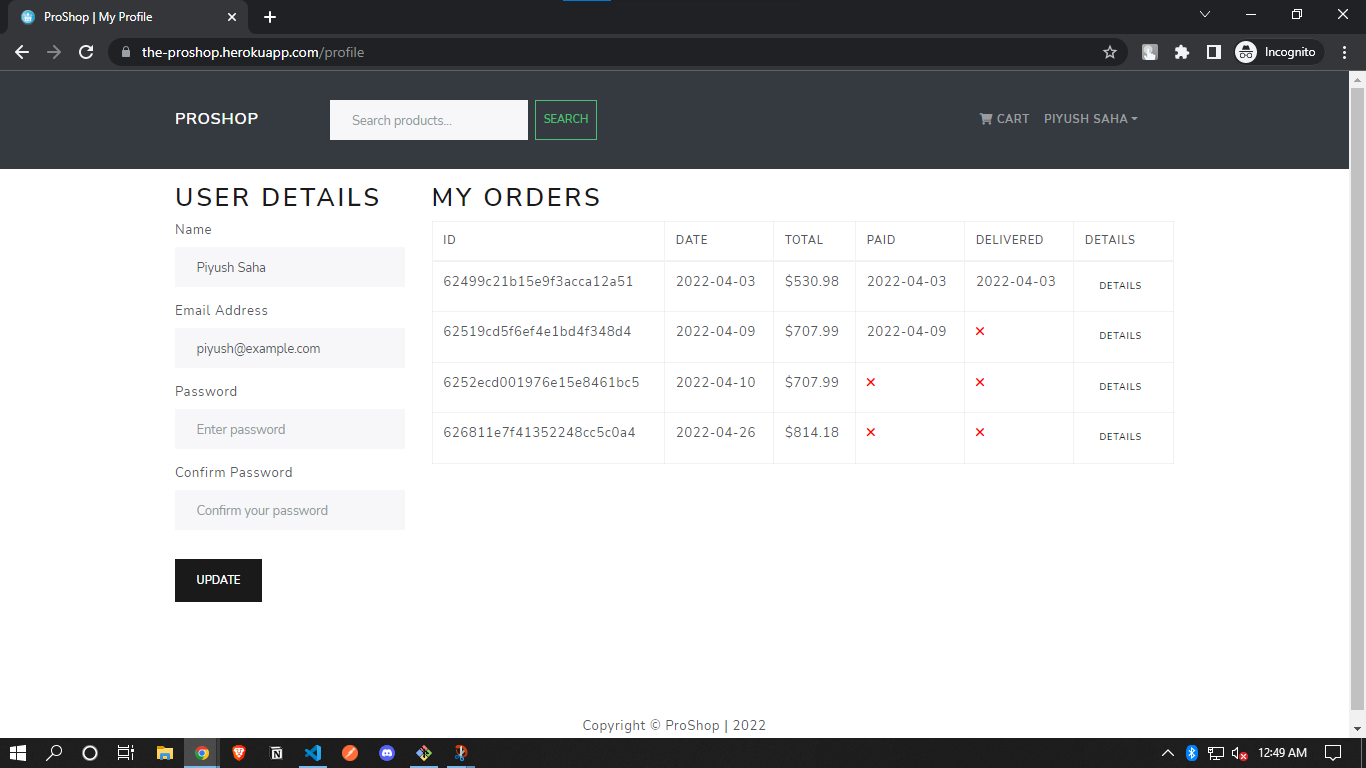 ProShop | My Profile
the-proshop.herokuapp.com/profile
Incognito
PROSHOP
Search products...
SEARCH
CART
PIYUSH SAHA
USER DETAILS
Name
Piyush Saha
Email Address
piyush@example.com
Password
Enter password
Confirm Password
Confirm your password
UPDATE
MY ORDERS
ID DATE TOTAL PAID DELIVERED DETAILS
62499c21b15e9f3acca12a51 2022-04-03 $530.98 2022-04-03 2022-04-03 DETAILS
62519cd5f6ef4e1bd4f348d4 2022-04-09 $707.99 2022-04-09 ✕ DETAILS
6252ecd001976e15e8461bc5 2022-04-10 $707.99 ✕ ✕ DETAILS
626811e7f41352248cc5c0a4 2022-04-26 $814.18 ✕ ✕ DETAILS
Copyright © ProShop | 2022
12:49 AM